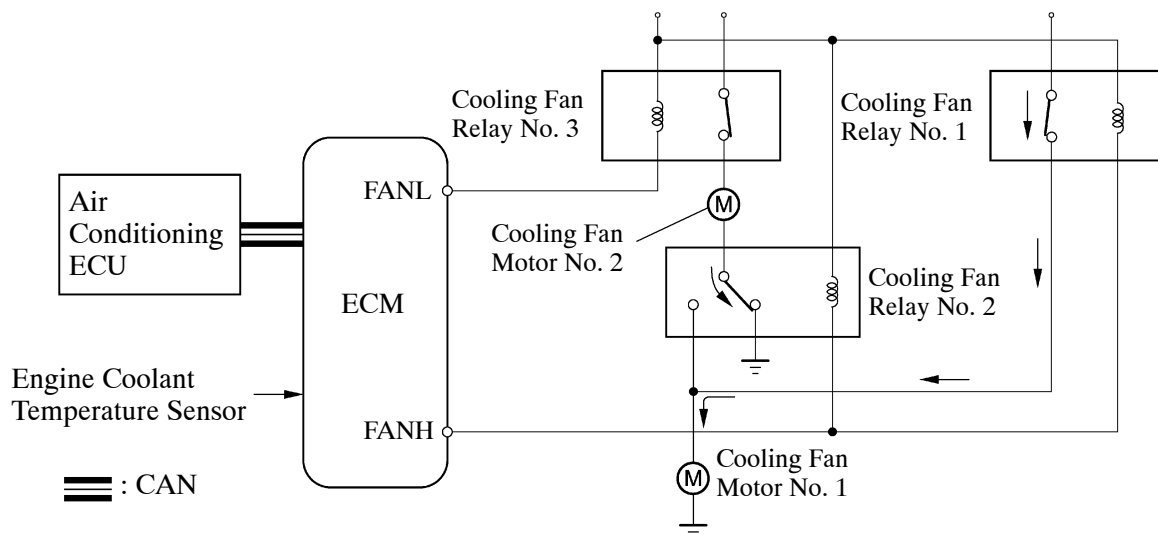 Cooling Fan
Relay No. 3
Cooling Fan
Relay No. 1
FANL
Air
Conditioning
ECU
M
Cooling Fan
Motor No. 2
Cooling Fan
Relay No. 2
ECM
Engine Coolant
Temperature Sensor
FANH
: CAN
M
Cooling Fan
Motor No. 1